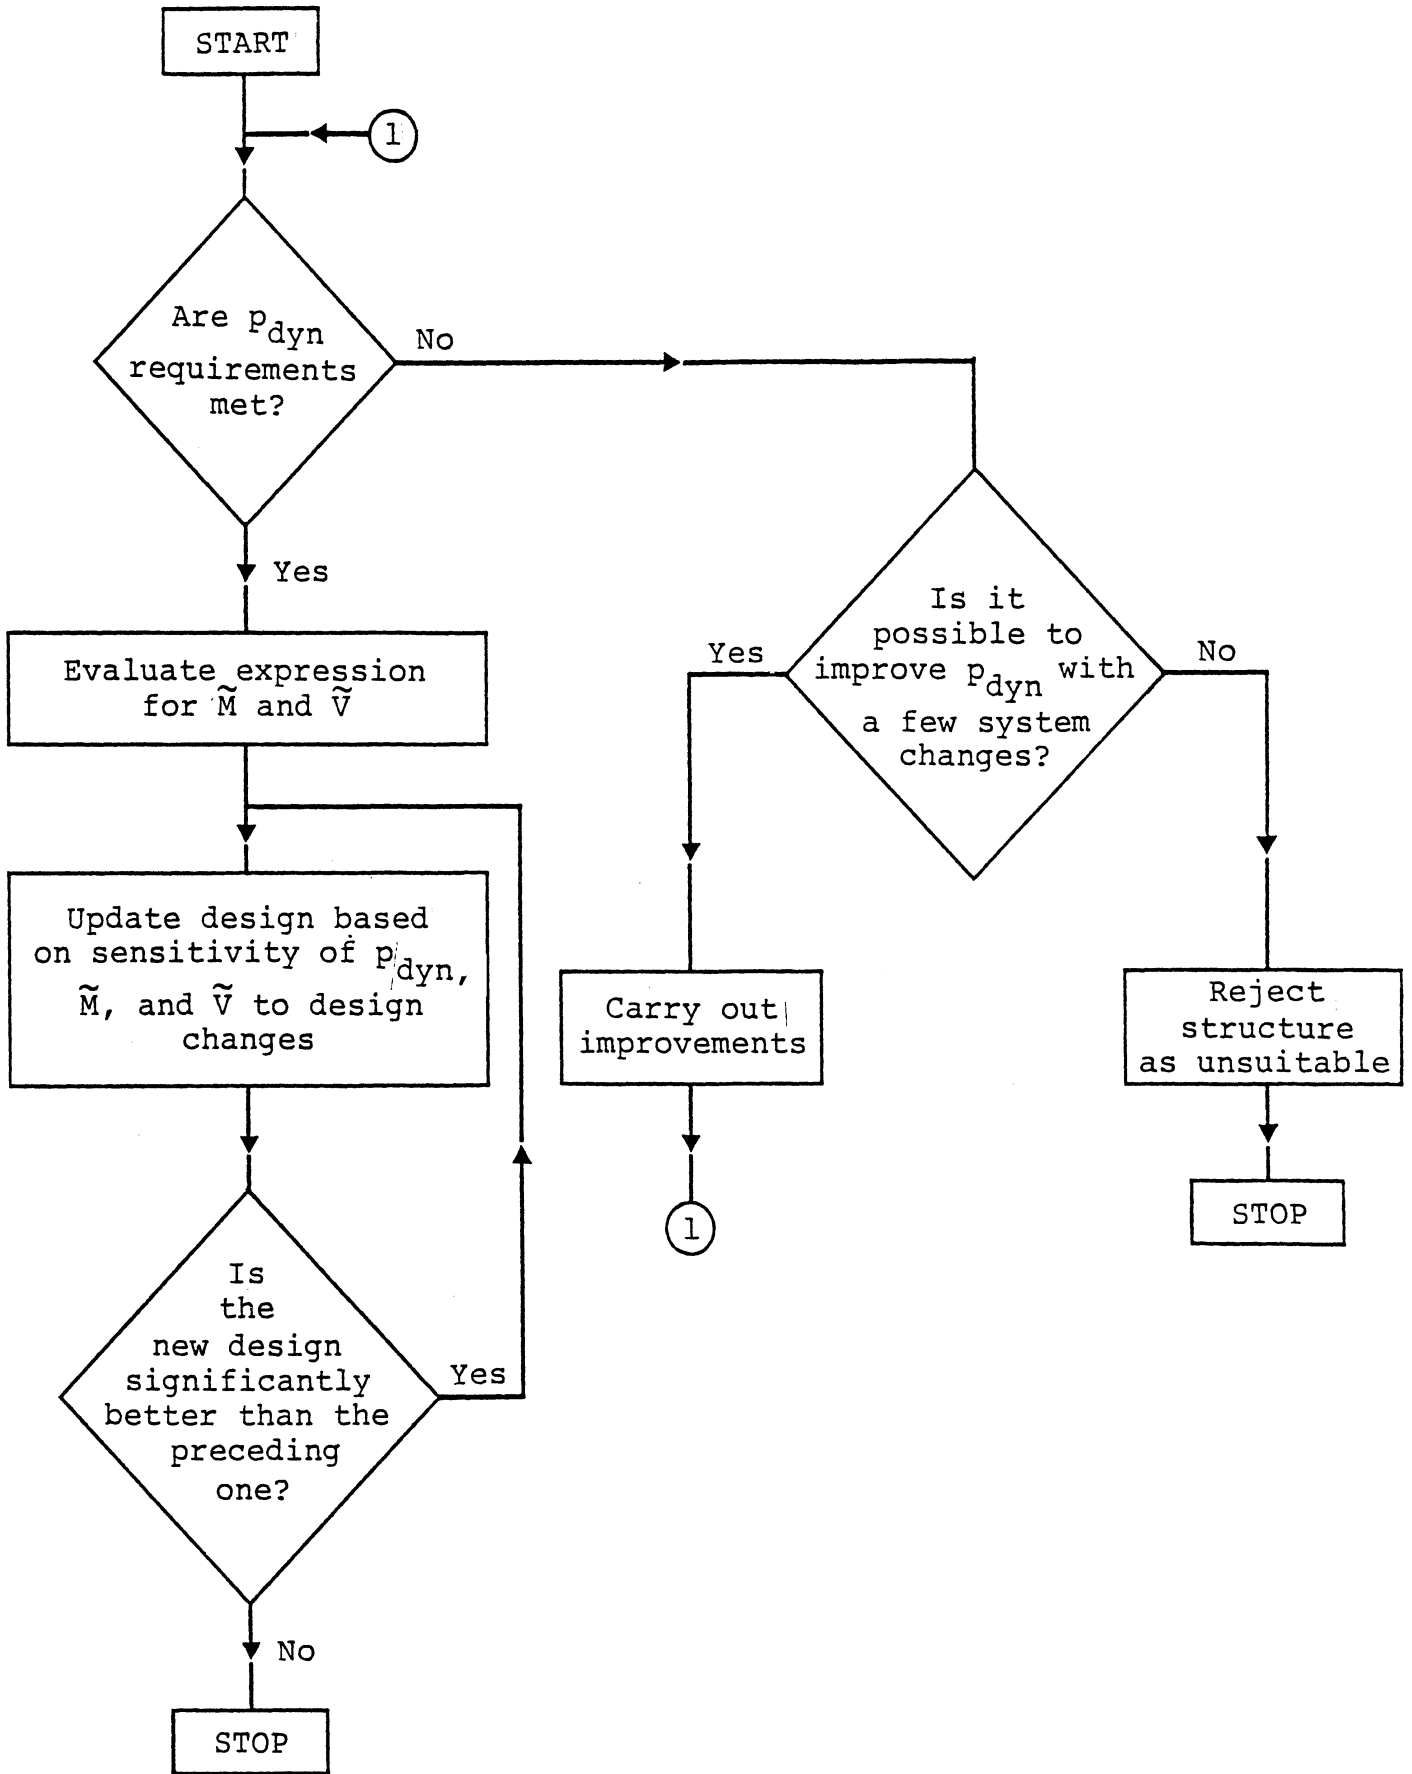 START
1
Are p_dyn
requirements
met?
No
Yes
Evaluate expression
for M̃ and Ṽ
Update design based
on sensitivity of p_dyn,
M̃, and Ṽ to design
changes
Is
the
new design
significantly
better than the
preceding
one?
Yes
No
STOP
Is it
possible to
improve p_dyn with
a few system
changes?
Yes
No
Carry out
improvements
1
Reject
structure
as unsuitable
STOP